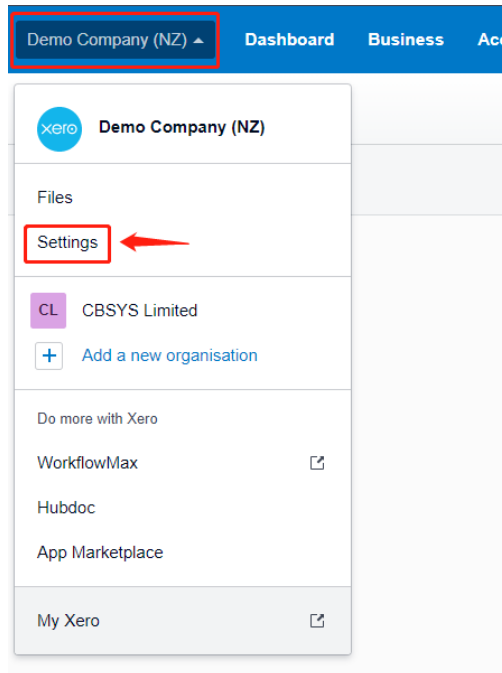 Demo Company (NZ) Dashboard Business
xero Demo Company (NZ)
Files
Settings
CL CBSYS Limited
+ Add a new organisation
Do more with Xero
WorkflowMax
Hubdoc
App Marketplace
My Xero